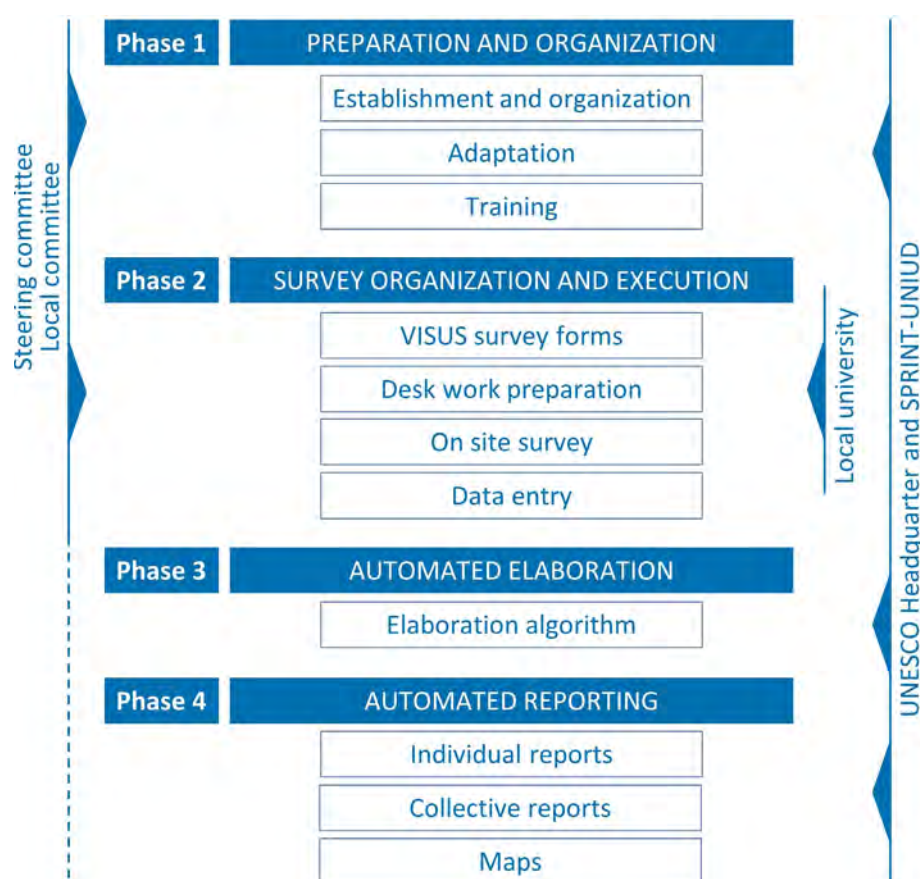 Phase 1
PREPARATION AND ORGANIZATION
Establishment and organization
Adaptation
Training
Steering committee
Local committee
Phase 2
SURVEY ORGANIZATION AND EXECUTION
VISUS survey forms
Desk work preparation
On site survey
Data entry
Local university
UNESCO Headquarter and SPRINT-UNIUD
Phase 3
AUTOMATED ELABORATION
Elaboration algorithm
Phase 4
AUTOMATED REPORTING
Individual reports
Collective reports
Maps